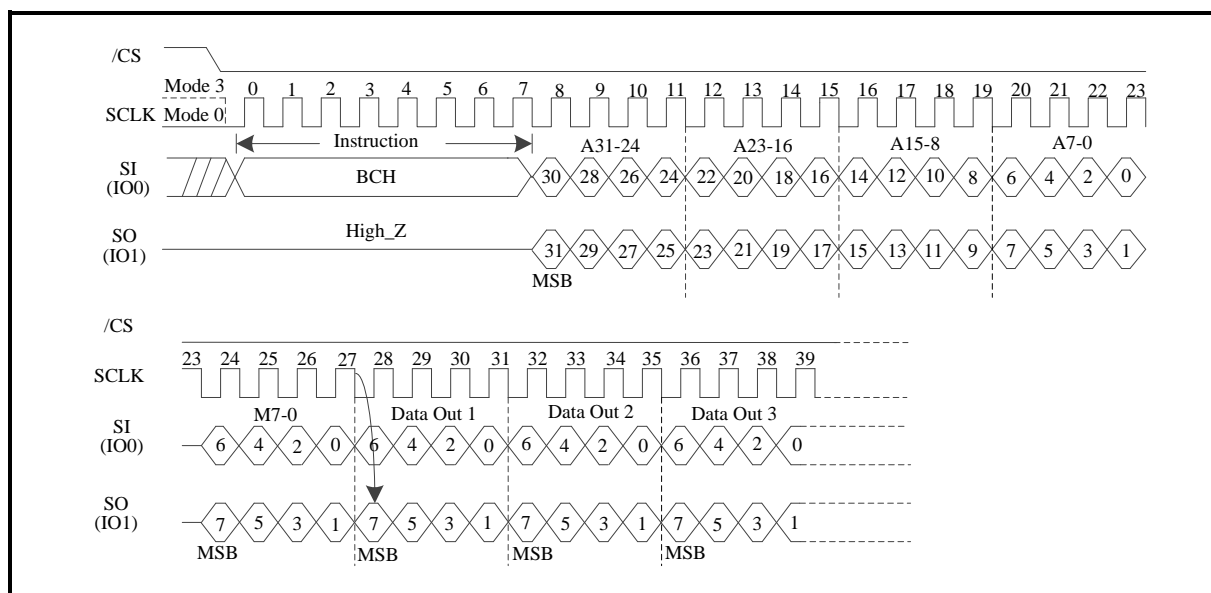 /CS
Mode 3
0 1 2 3 4 5 6 7 8 9 10 11 12 13 14 15 16 17 18 19 20 21 22 23
SCLK Mode 0
Instruction A31-24 A23-16 A15-8 A7-0
SI
(IO0)
BCH 30 28 26 24 22 20 18 16 14 12 10 8 6 4 2 0
High_Z
SO
(IO1)
31 29 27 25 23 21 19 17 15 13 11 9 7 5 3 1
MSB
/CS
23 24 25 26 27 28 29 30 31 32 33 34 35 36 37 38 39
SCLK
M7-0 Data Out 1 Data Out 2 Data Out 3
SI
(IO0)
6 4 2 0 6 4 2 0 6 4 2 0 6 4 2 0
SO
(IO1)
7 5 3 1 7 5 3 1 7 5 3 1 7 5 3 1
MSB MSB MSB MSB